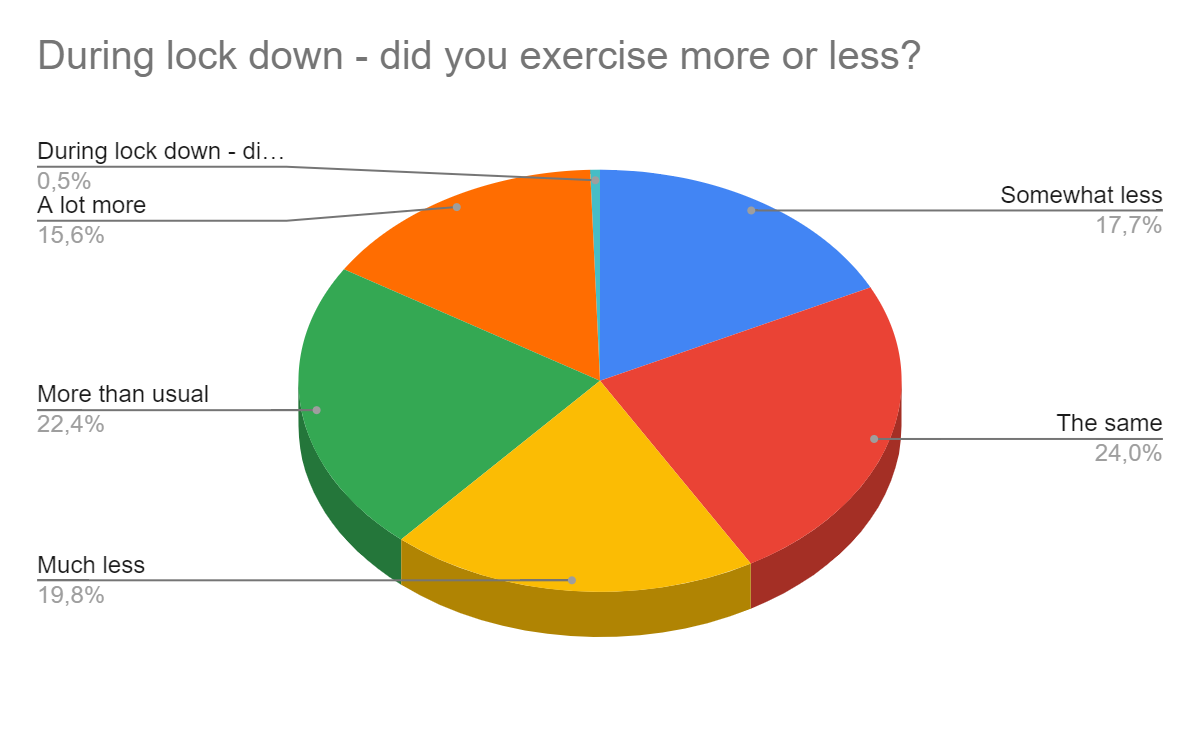 During lock down - did you exercise more or less?
During lock down - di…
0,5%
A lot more
15,6%
Somewhat less
17,7%
More than usual
22,4%
The same
24,0%
Much less
19,8%